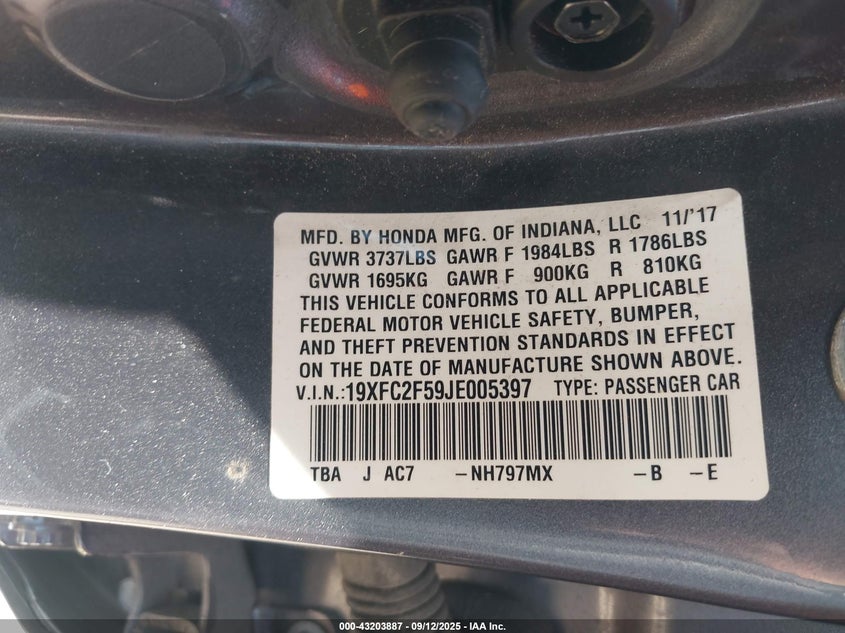 MFD. BY HONDA MFG. OF INDIANA, LLC 11/'17
GVWR 3737LBS GAWR F 1984LBS R 1786LBS
GVWR 1695KG GAWR F 900KG R 810KG
THIS VEHICLE CONFORMS TO ALL APPLICABLE
FEDERAL MOTOR VEHICLE SAFETY, BUMPER,
AND THEFT PREVENTION STANDARDS IN EFFECT
ON THE DATE OF MANUFACTURE SHOWN ABOVE.
V.I.N.:19XFC2F59JE005397 TYPE: PASSENGER CAR
TBA J AC7 -NH797MX -B -E
000-43203887 - 09/12/2025 - IAA Inc.